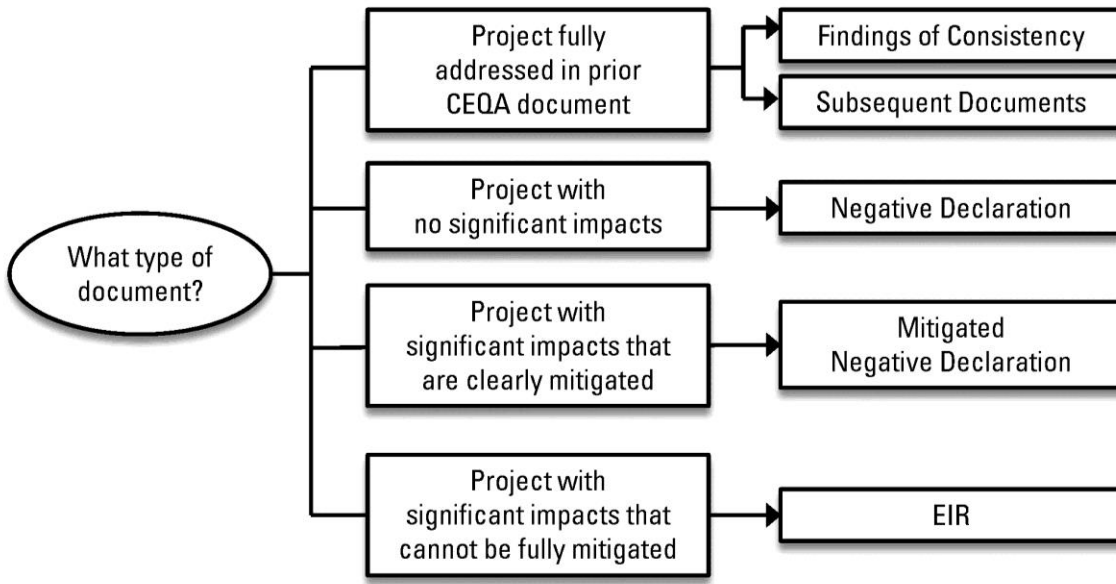 What type of
document?
Project fully
addressed in prior
CEQA document
Findings of Consistency
Subsequent Documents
Project with
no significant impacts
Negative Declaration
Project with
significant impacts that
are clearly mitigated
Mitigated
Negative Declaration
Project with
significant impacts that
cannot be fully mitigated
EIR